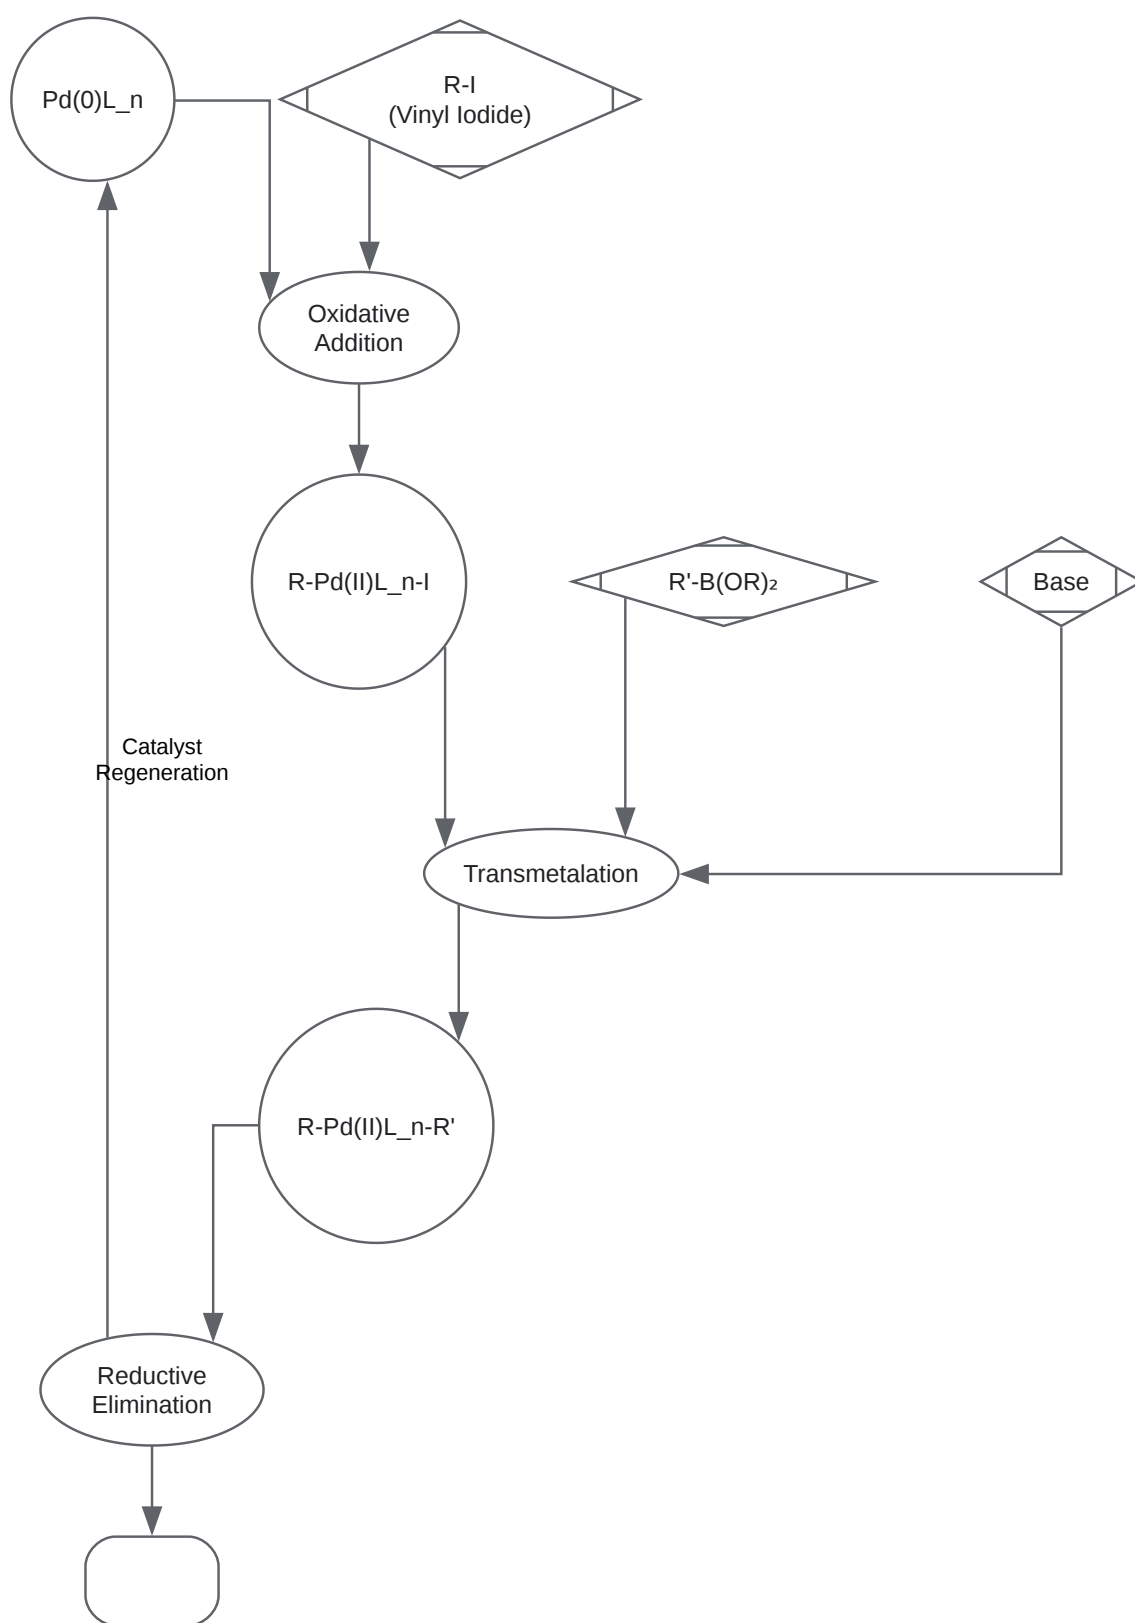 Pd(0)L_n
R-I
(Vinyl Iodide)
Oxidative
Addition
R-Pd(II)L_n-I
R'-B(OR)₂
Base
Catalyst
Regeneration
Transmetalation
R-Pd(II)L_n-R'
Reductive
Elimination